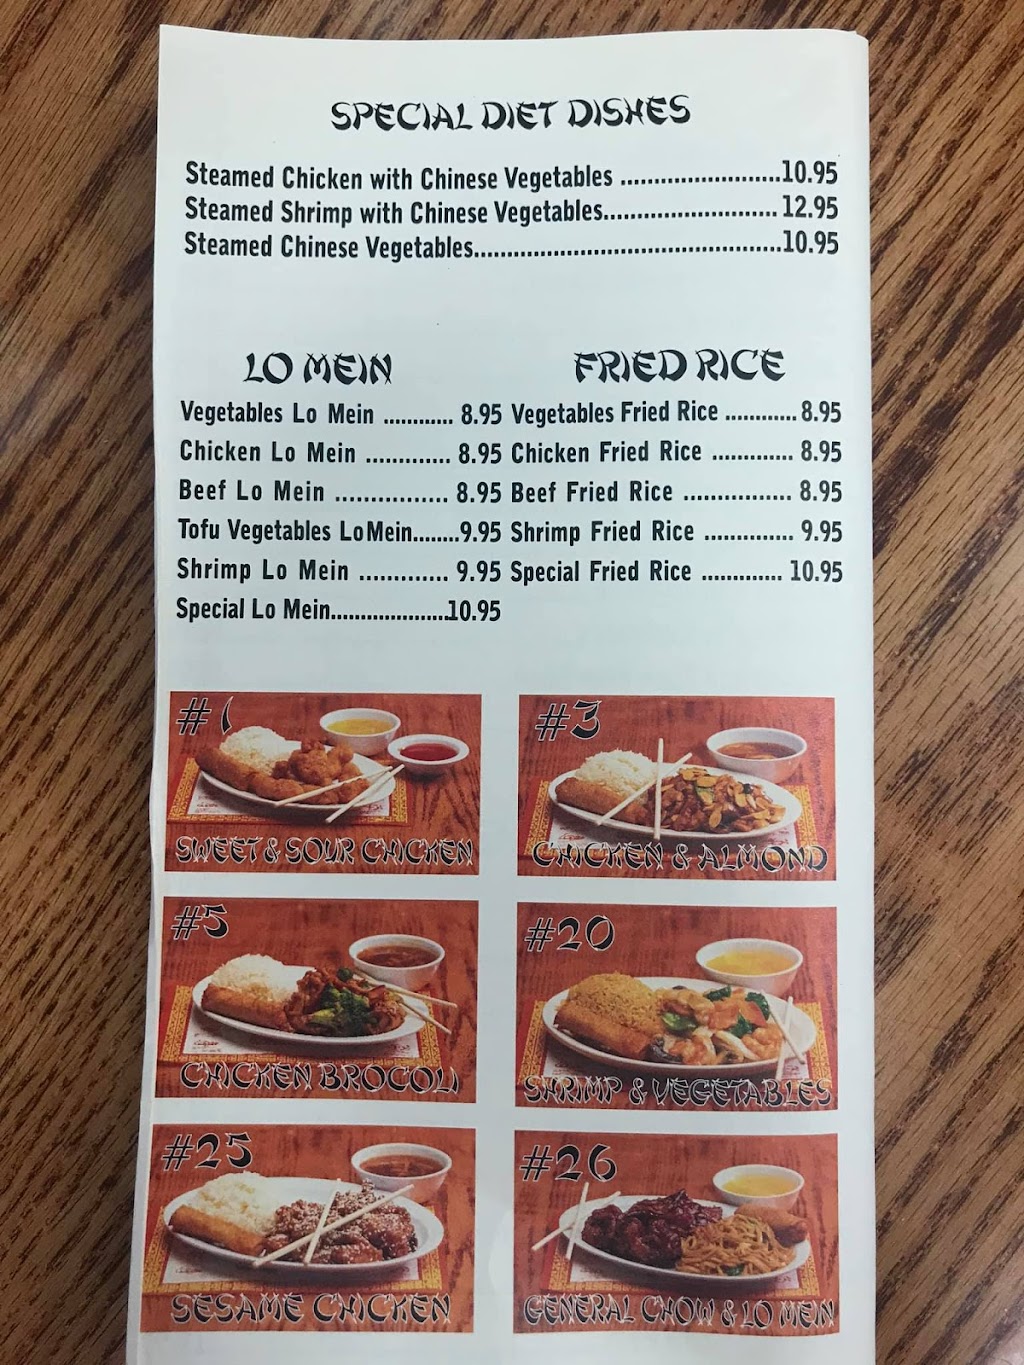 SPECIAL DIET DISHES
Steamed Chicken with Chinese Vegetables ........................10.95
Steamed Shrimp with Chinese Vegetables.......................... 12.95
Steamed Chinese Vegetables...............................................10.95
LO MEIN
Vegetables Lo Mein ............ 8.95
Chicken Lo Mein ............. 8.95
Beef Lo Mein ................. 8.95
Tofu Vegetables Lo Mein........9.95
Shrimp Lo Mein ............. 9.95
Special Lo Mein.....................10.95
FRIED RICE
Vegetables Fried Rice ............ 8.95
Chicken Fried Rice ............. 8.95
Beef Fried Rice ................. 8.95
Shrimp Fried Rice .............. 9.95
Special Fried Rice ............. 10.95
#1
SWEET & SOUR CHICKEN
#3
CHICKEN & ALMOND
#5
CHICKEN BROCOLI
#20
SHRIMP & VEGETABLES
#25
SESAME CHICKEN
#26
GENERAL CHOW & LO MEIN